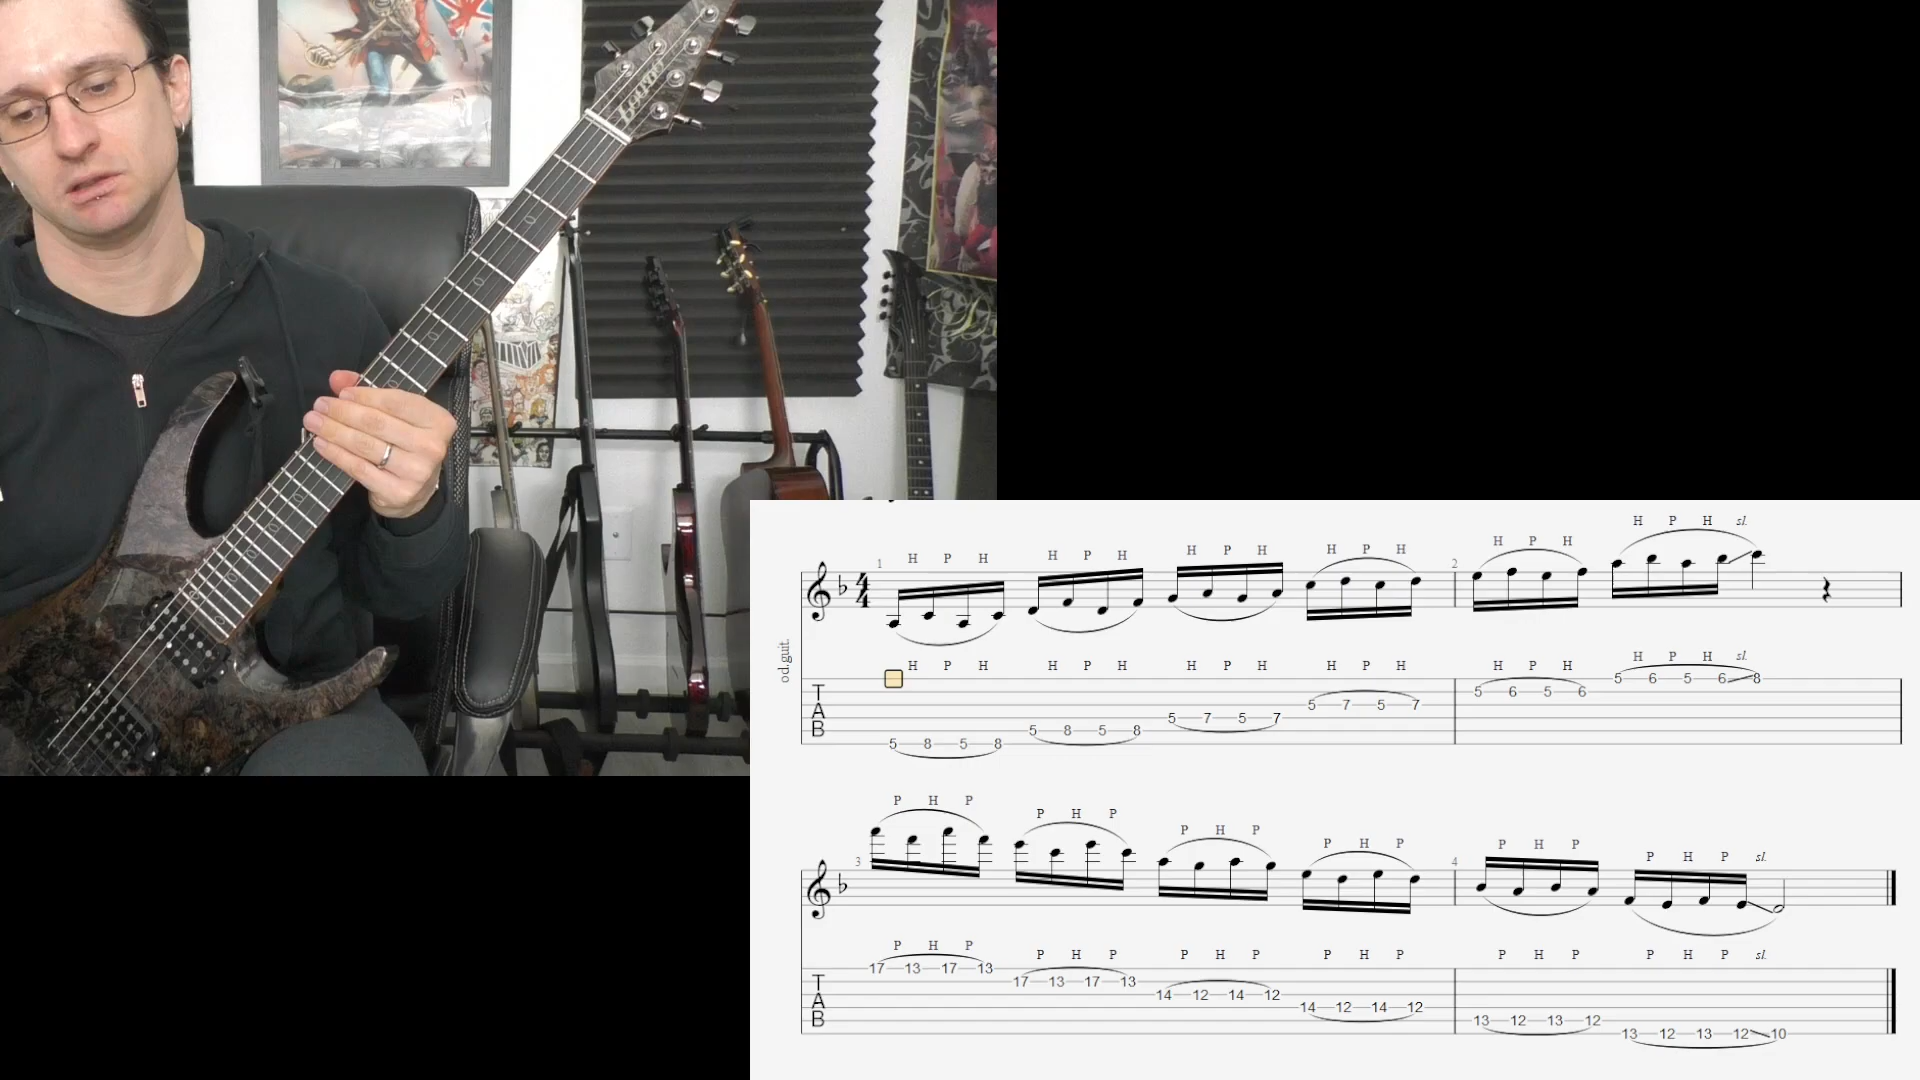 H P H H P H H P H H P H H P H H P H sl.
1 2
4
4
od.guit.
H P H H P H H P H H P H H P H H P H sl.
T
A
B
5 8 5 8 5 8 5 8 5 7 5 7 5 7 5 7 5 6 5 6 5 6 5 6 8
P H P P H P P H P P H P P H P P H P sl.
3 4
P H P P H P P H P P H P P H P P H P sl.
T
A
B
17 13 17 13 17 13 17 13 14 12 14 12 14 12 14 12 13 12 13 12 13 12 13 12 10